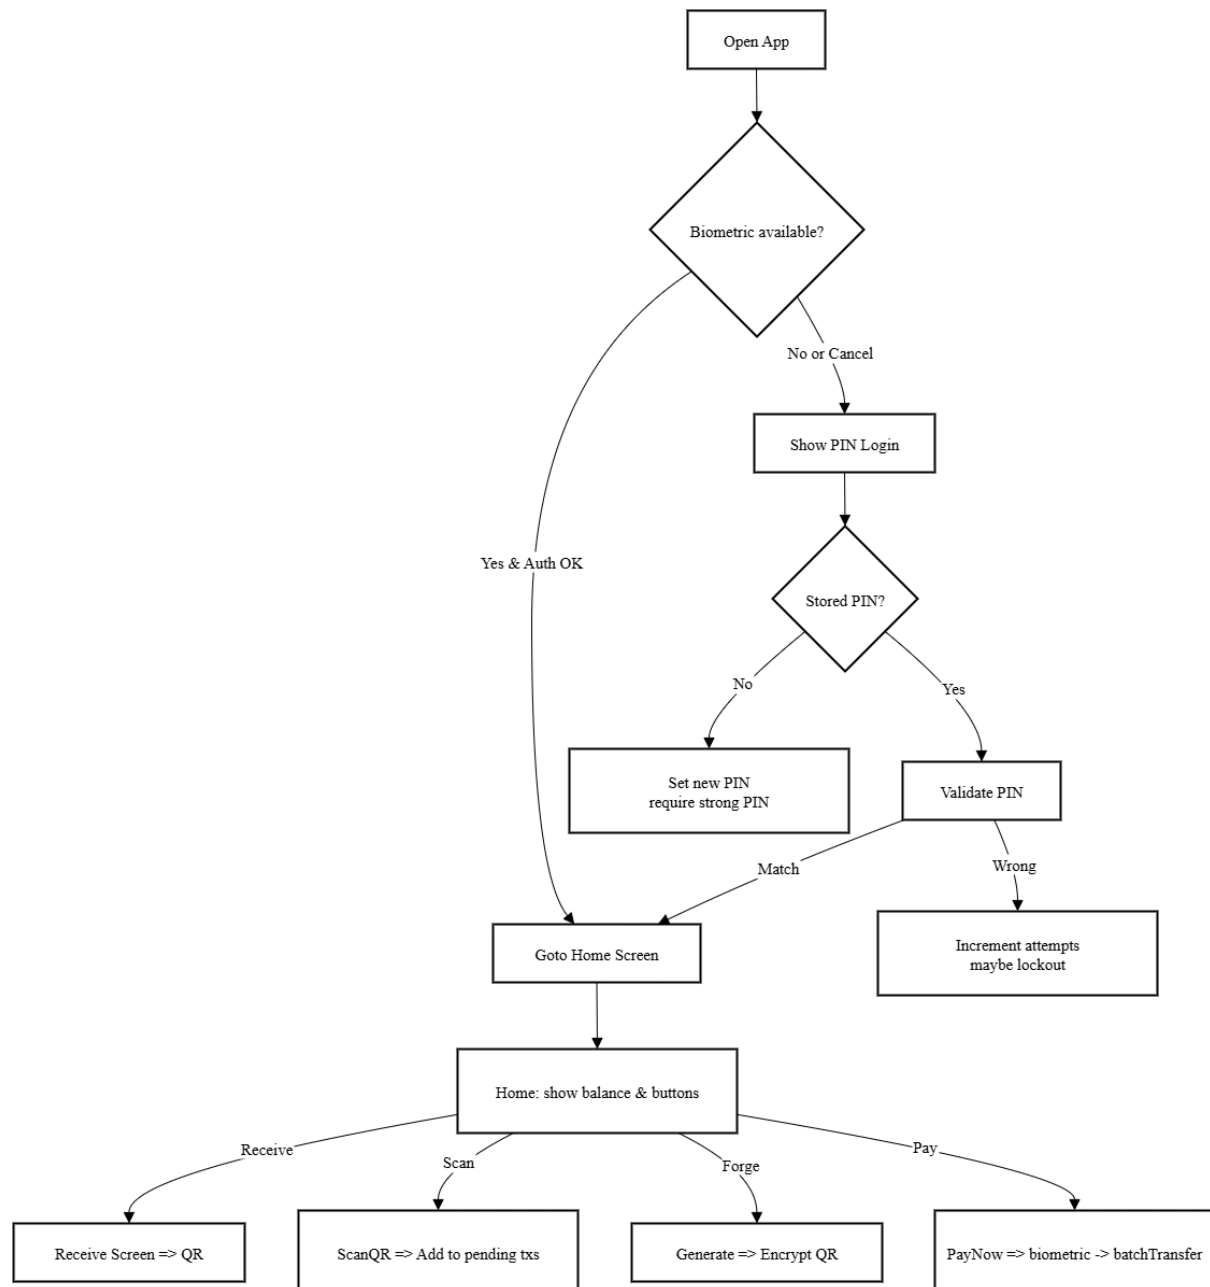 Open App
Biometric available?
No or Cancel
Show PIN Login
Yes & Auth OK
Stored PIN?
No
Yes
Set new PIN
require strong PIN
Validate PIN
Match
Wrong
Increment attempts
maybe lockout
Goto Home Screen
Home: show balance & buttons
Receive
Scan
Forge
Pay
Receive Screen => QR
ScanQR => Add to pending txs
Generate => Encrypt QR
PayNow => biometric -> batchTransfer